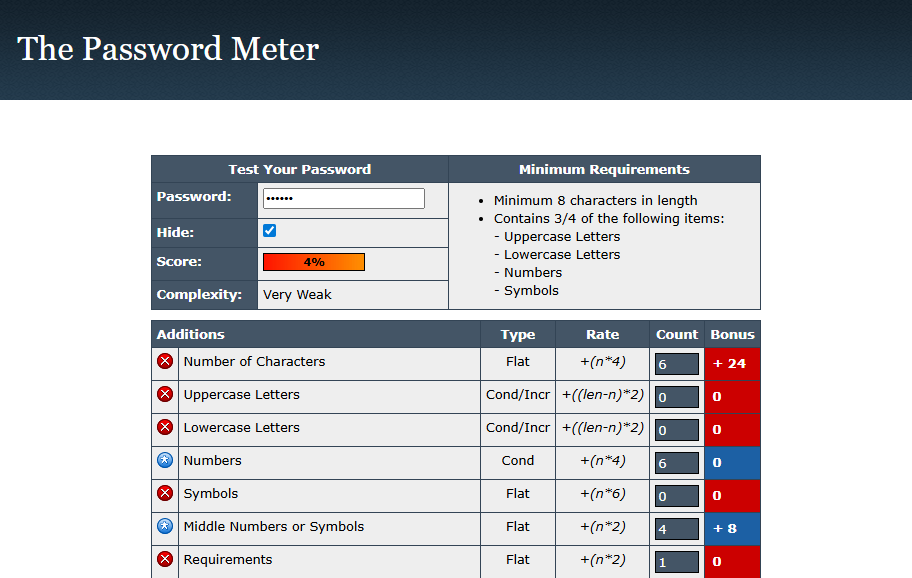 The Password Meter
Test Your Password Minimum Requirements
Password: ••••••
Hide:
Score: 4%
Complexity: Very Weak
• Minimum 8 characters in length
• Contains 3/4 of the following items:
- Uppercase Letters
- Lowercase Letters
- Numbers
- Symbols
Additions Type Rate Count Bonus
Number of Characters Flat +(n*4) 6 + 24
Uppercase Letters Cond/Incr +((len-n)*2) 0 0
Lowercase Letters Cond/Incr +((len-n)*2) 0 0
Numbers Cond +(n*4) 6 0
Symbols Flat +(n*6) 0 0
Middle Numbers or Symbols Flat +(n*2) 4 + 8
Requirements Flat +(n*2) 1 0